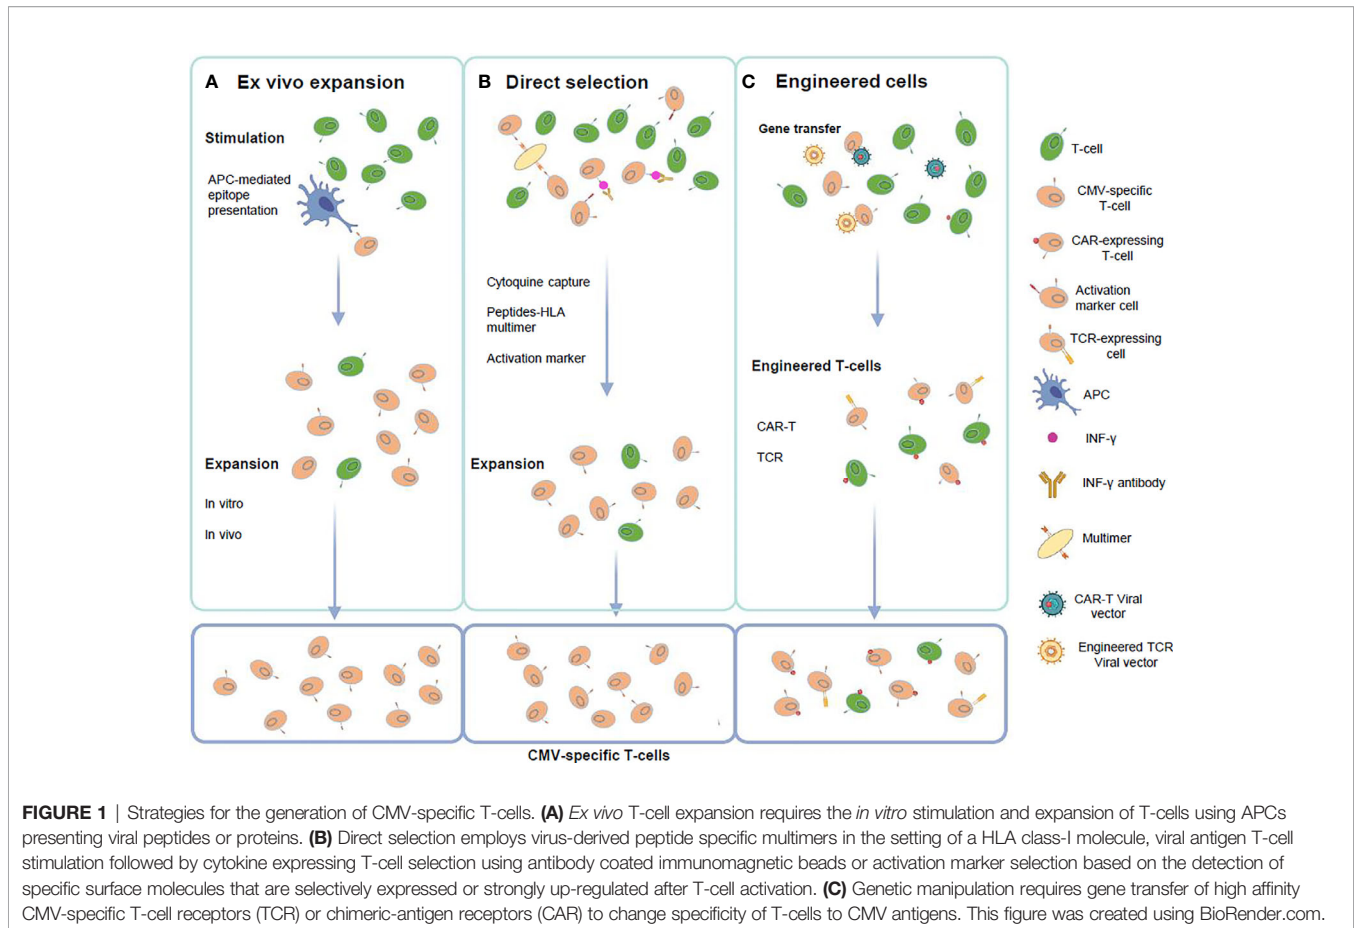 A Ex vivo expansion
Stimulation
APC-mediated
epitope
presentation
Expansion
In vitro
In vivo
B Direct selection
Cytoquine capture
Peptides-HLA
multimer
Activation marker
Expansion
C Engineered cells
Gene transfer
Engineered T-cells
CAR-T
TCR
T-cell
CMV-specific
T-cell
CAR-expressing
T-cell
Activation
marker cell
TCR-expressing
cell
APC
INF-γ
INF-γ antibody
Multimer
CAR-T Viral
vector
Engineered TCR
Viral vector
CMV-specific T-cells
FIGURE 1 | Strategies for the generation of CMV-specific T-cells. (A) Ex vivo T-cell expansion requires the in vitro stimulation and expansion of T-cells using APCs
presenting viral peptides or proteins. (B) Direct selection employs virus-derived peptide specific multimers in the setting of a HLA class-I molecule, viral antigen T-cell
stimulation followed by cytokine expressing T-cell selection using antibody coated immunomagnetic beads or activation marker selection based on the detection of
specific surface molecules that are selectively expressed or strongly up-regulated after T-cell activation. (C) Genetic manipulation requires gene transfer of high affinity
CMV-specific T-cell receptors (TCR) or chimeric-antigen receptors (CAR) to change specificity of T-cells to CMV antigens. This figure was created using BioRender.com.